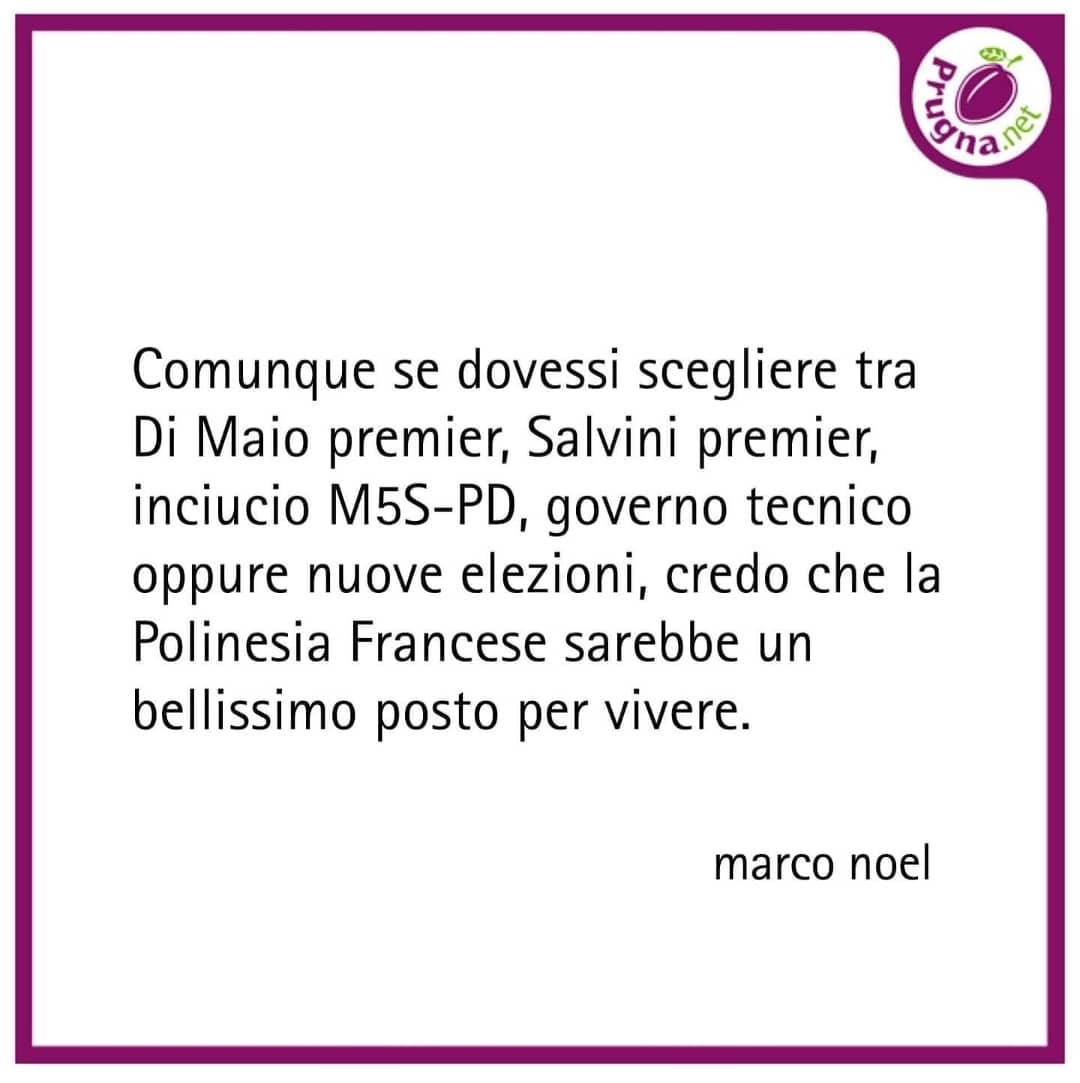 Prugna.net
Comunque se dovessi scegliere tra
Di Maio premier, Salvini premier,
inciucio M5S-PD, governo tecnico
oppure nuove elezioni, credo che la
Polinesia Francese sarebbe un
bellissimo posto per vivere.
marco noel